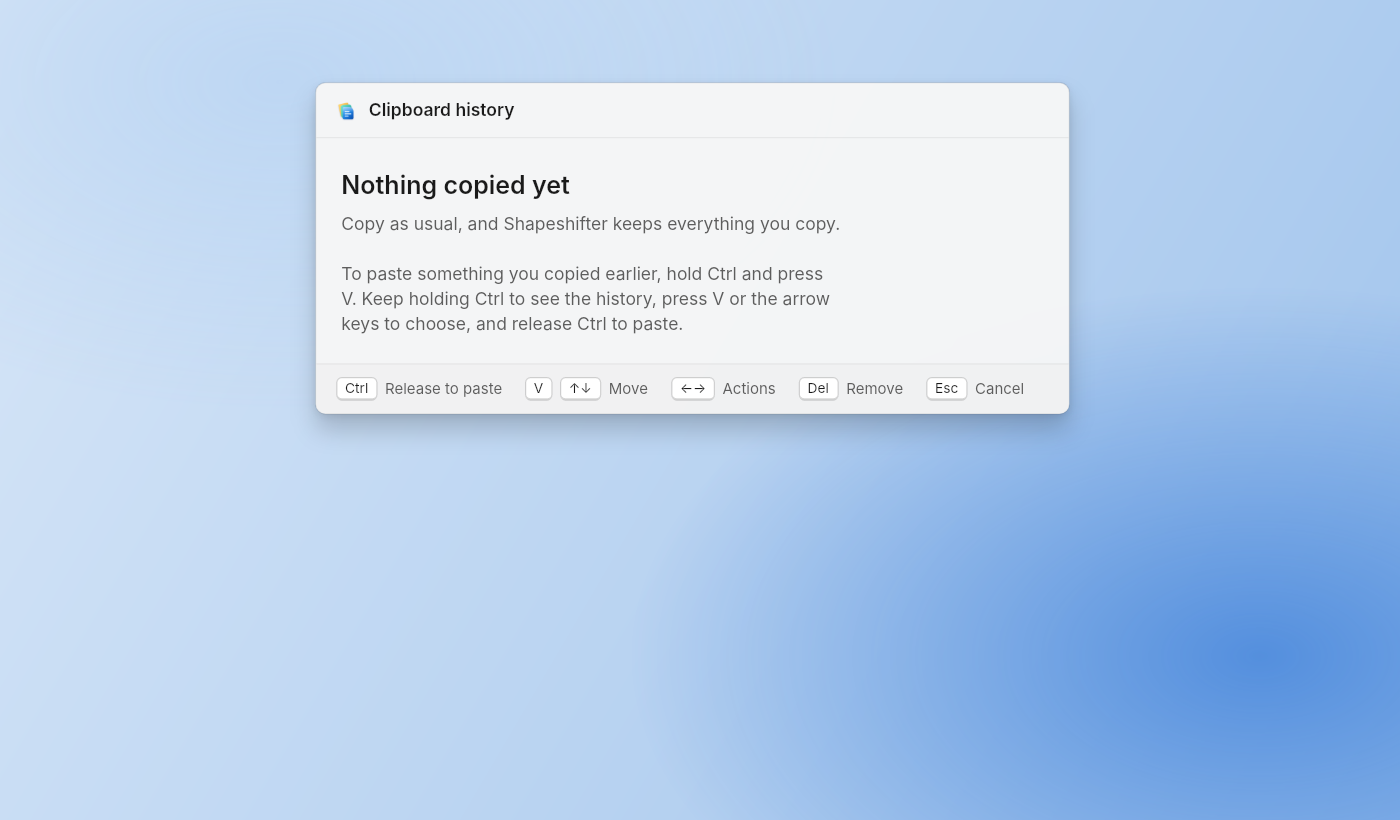 Clipboard history
Nothing copied yet
Copy as usual, and Shapeshifter keeps everything you copy.
To paste something you copied earlier, hold Ctrl and press
V. Keep holding Ctrl to see the history, press V or the arrow
keys to choose, and release Ctrl to paste.
Ctrl Release to paste V ↑↓ Move ←→ Actions Del Remove Esc Cancel